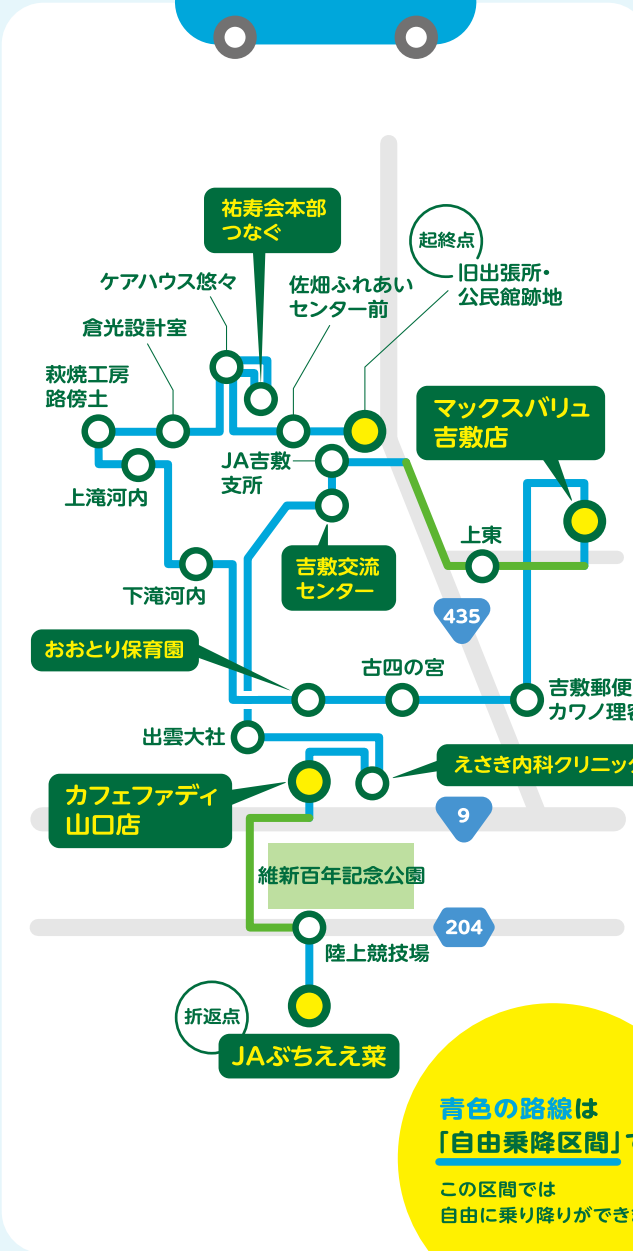 祐寿会本部
つなぐ
起終点
旧出張所・
公民館跡地
ケアハウス悠々
佐畑ふれあい
センター前
倉光設計室
萩焼工房
路傍土
マックスバリュ
吉敷店
JA吉敷
支所
上滝河内
上東
吉敷交流
センター
下滝河内
435
おおとり保育園
古四の宮
吉敷郵便
カワノ理容
出雲大社
えさき内科クリニック
カフェファディ
山口店
9
維新百年記念公園
204
陸上競技場
折返点
JAぶちええ菜
青色の路線は
「自由乗降区間」で
この区間では
自由に乗り降りができま